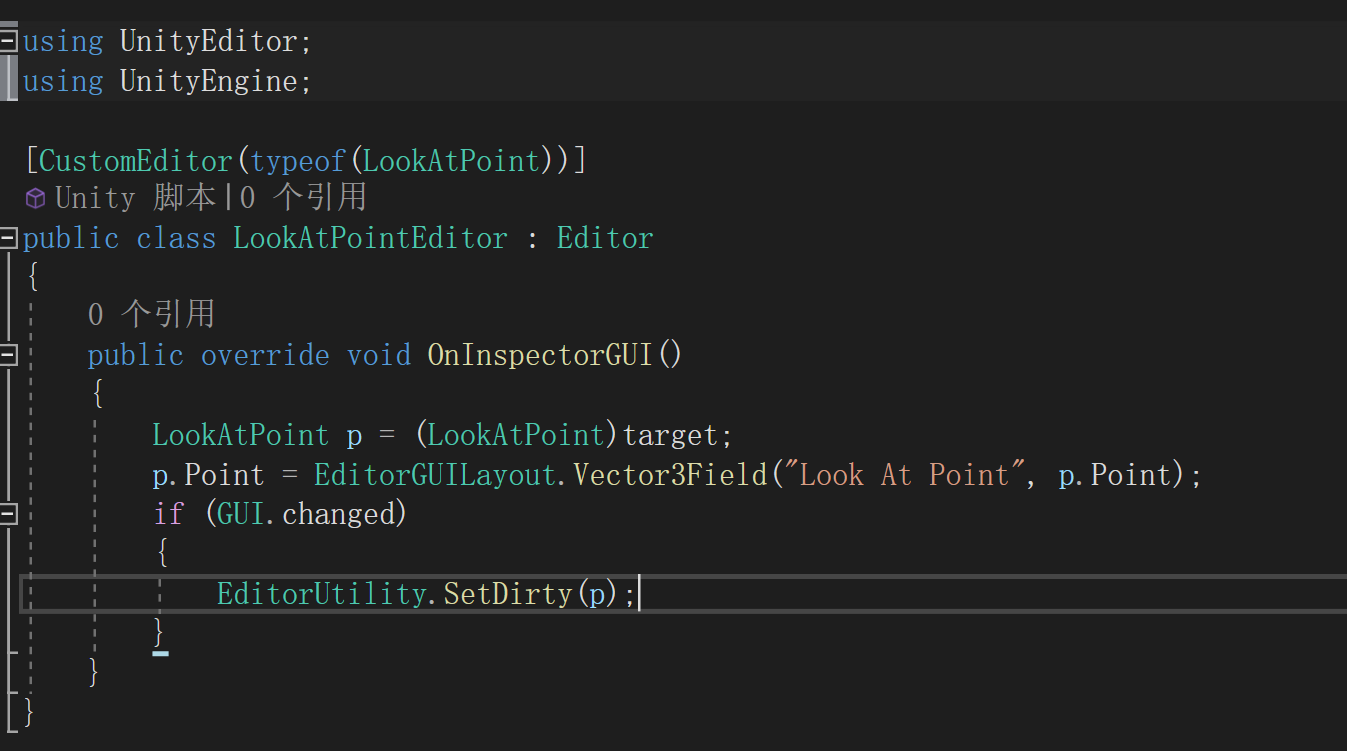 using UnityEditor;
using UnityEngine;
[CustomEditor(typeof(LookAtPoint))]
Unity 脚本|0 个引用
public class LookAtPointEditor : Editor
{
0 个引用
public override void OnInspectorGUI()
{
LookAtPoint p = (LookAtPoint)target;
p.Point = EditorGUILayout.Vector3Field("Look At Point", p.Point);
if (GUI.changed)
{
EditorUtility.SetDirty(p);
}
}
}